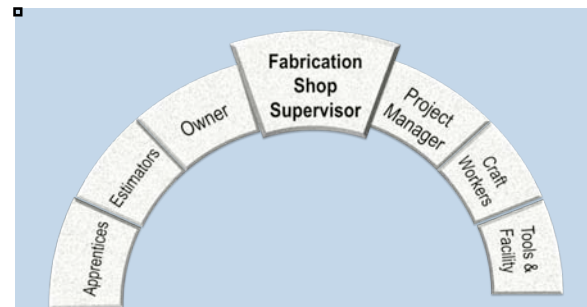 Apprentices
Estimators
Owner
Fabrication
Shop
Supervisor
Project
Manager
Craft
Workers
Tools &
Facility